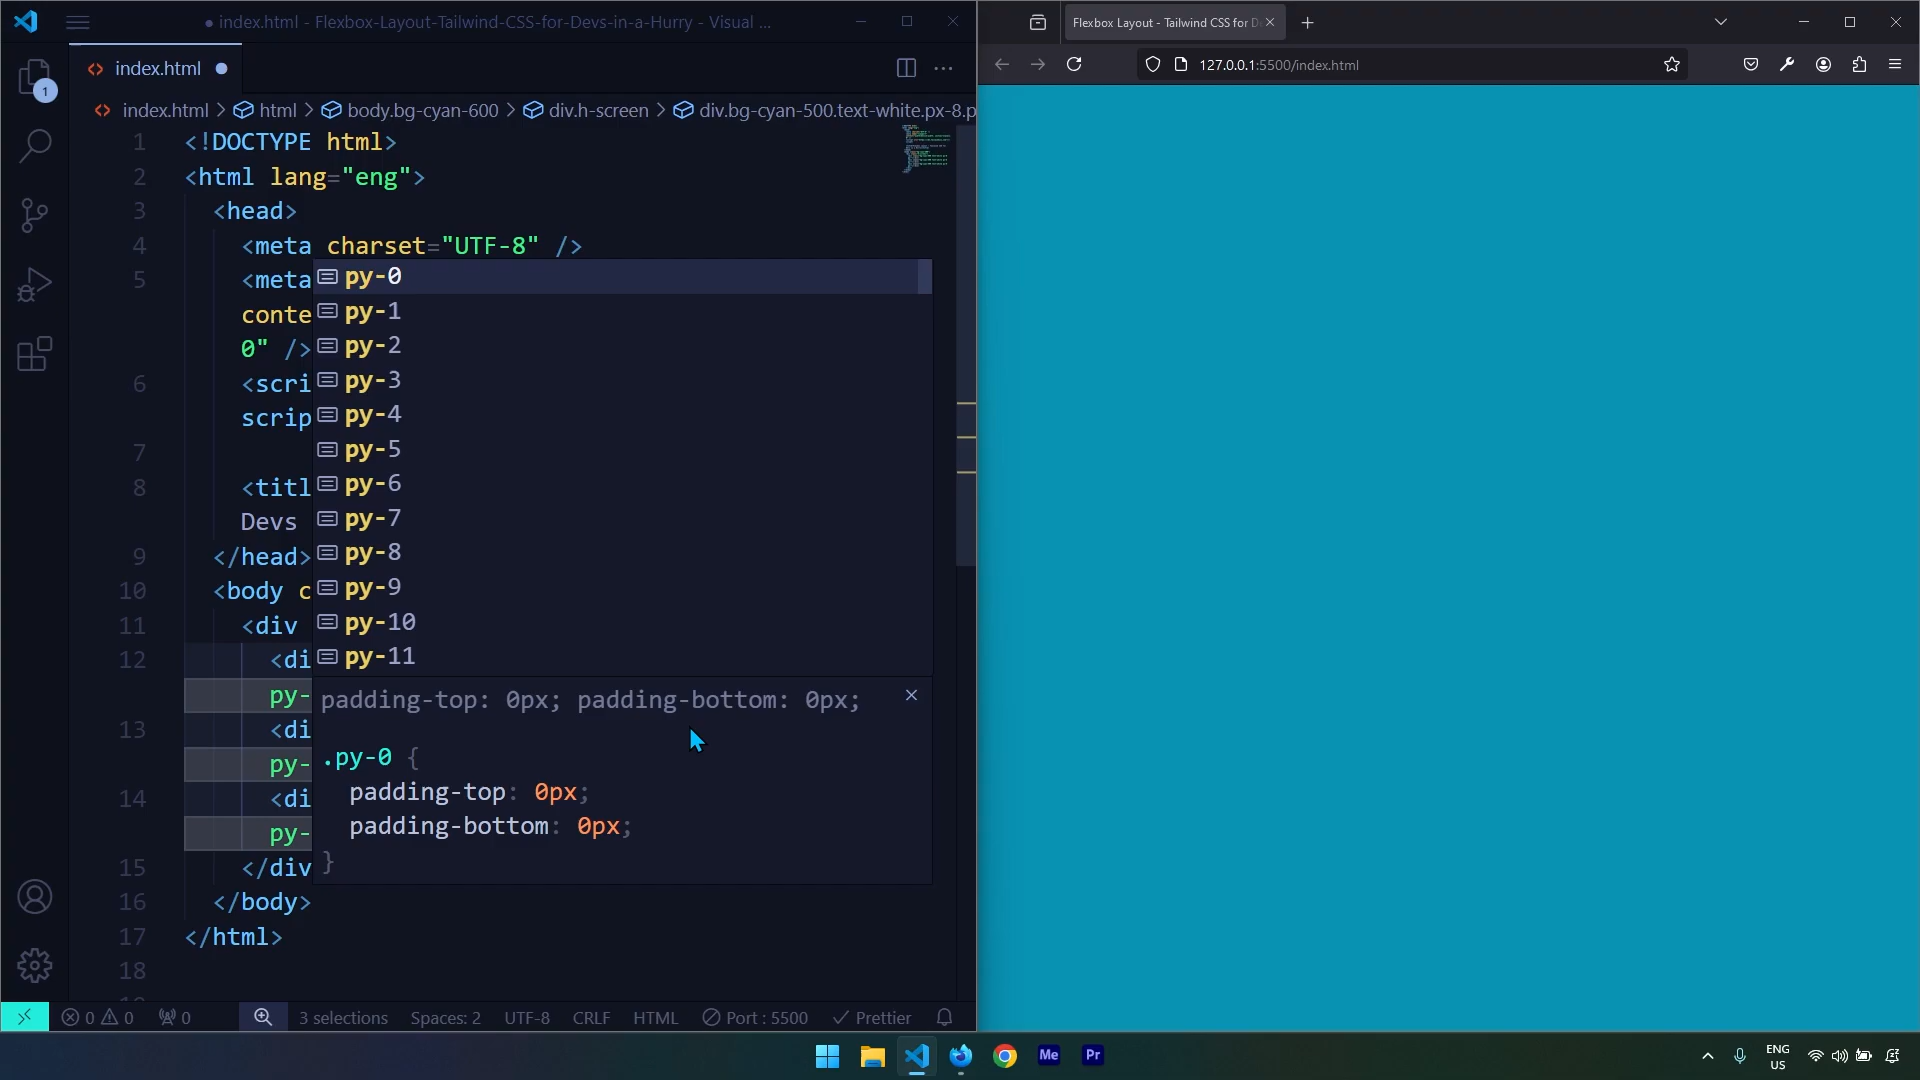 index.html - Flexbox-Layout-Tailwind-CSS-for-Devs-in-a-Hurry - Visual ...
Flexbox Layout - Tailwind CSS for D
127.0.0.1:5500/index.html
index.html
1
index.html > html > body.bg-cyan-600 > div.h-screen > div.bg-cyan-500.text-white.px-8.p
1 <!DOCTYPE html>
2 <html lang="eng">
3 <head>
4 <meta charset="UTF-8" />
5 <meta
conte
0" />
6 <scri
scrip
7
8 <titl
Devs
9 </head>
10 <body c
11 <div
12 <di
py-
13 <di
py-
14 <di
py-
15 </div
16 </body>
17 </html>
18
py-0
py-1
py-2
py-3
py-4
py-5
py-6
py-7
py-8
py-9
py-10
py-11
padding-top: 0px; padding-bottom: 0px;
.py-0 {
padding-top: 0px;
padding-bottom: 0px;
}
0 0 0 3 selections Spaces: 2 UTF-8 CRLF HTML Port : 5500 Prettier
Me Pr
ENG
US